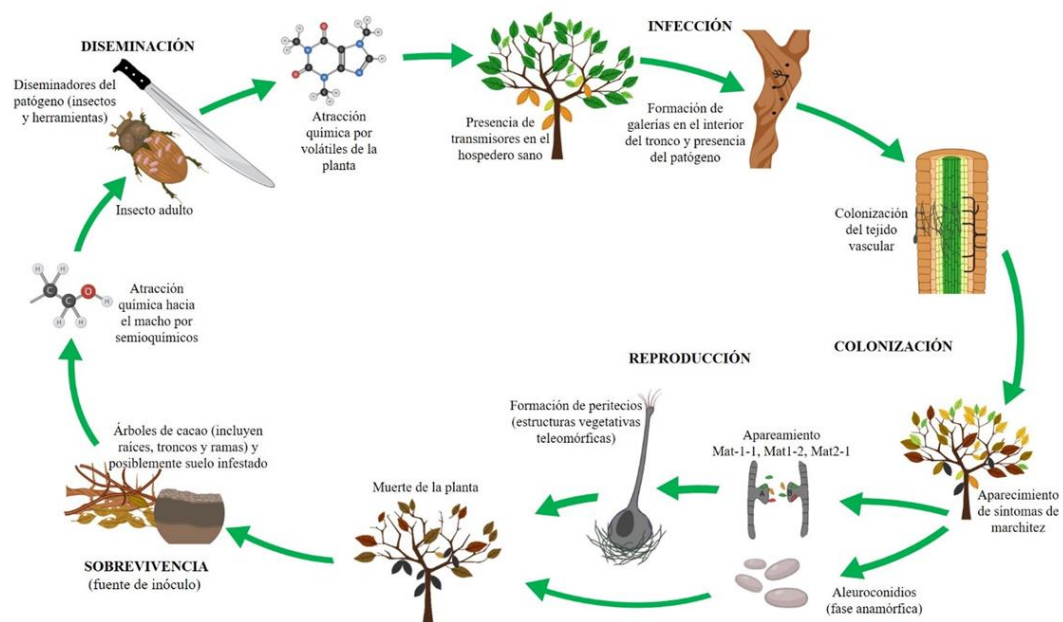 DISEMINACIÓN
Diseminadores del
patógeno (insectos
y herramientas)
Insecto adulto
Atracción
química por
volátiles de la
planta
INFECCIÓN
Presencia de
transmisores en el
hospedero sano
Formación de
galerías en el interior
del tronco y presencia
del patógeno
Colonización
del tejido
vascular
COLONIZACIÓN
Aparecimiento
de síntomas de
marchitez
REPRODUCCIÓN
Apareamiento
Mat-1-1, Mat1-2, Mat2-1
A
B
Formación de peritecios
(estructuras vegetativas
teleomórficas)
Aleuroconidios
(fase anamórfica)
Muerte de la planta
Árboles de cacao (incluyen
raíces, troncos y ramas) y
posiblemente suelo infestado
SOBREVIVENCIA
(fuente de inóculo)
Atracción
química hacia
el macho por
semioquímicos
H
H
C
C
O
H
H
H